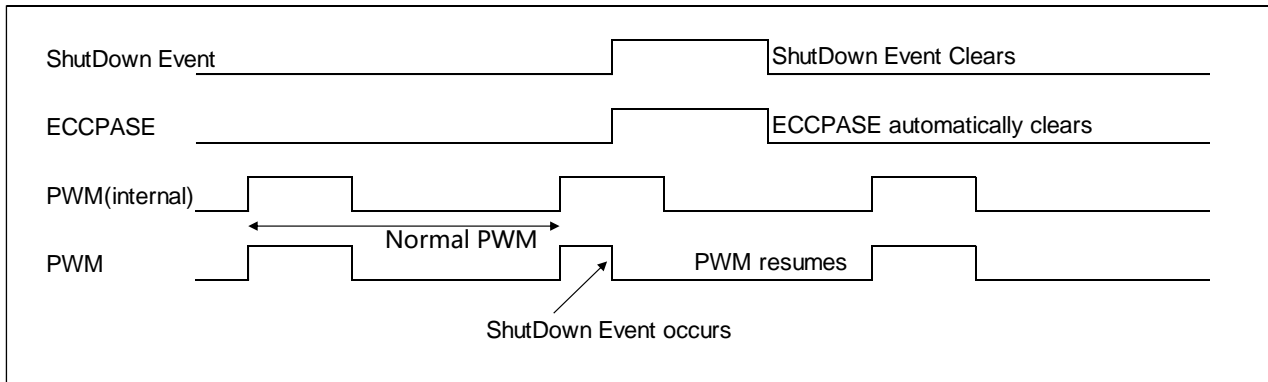 ShutDown Event
ShutDown Event Clears
ECCPASE
ECCPASE automatically clears
PWM(internal)
Normal PWM
PWM
PWM resumes
ShutDown Event occurs